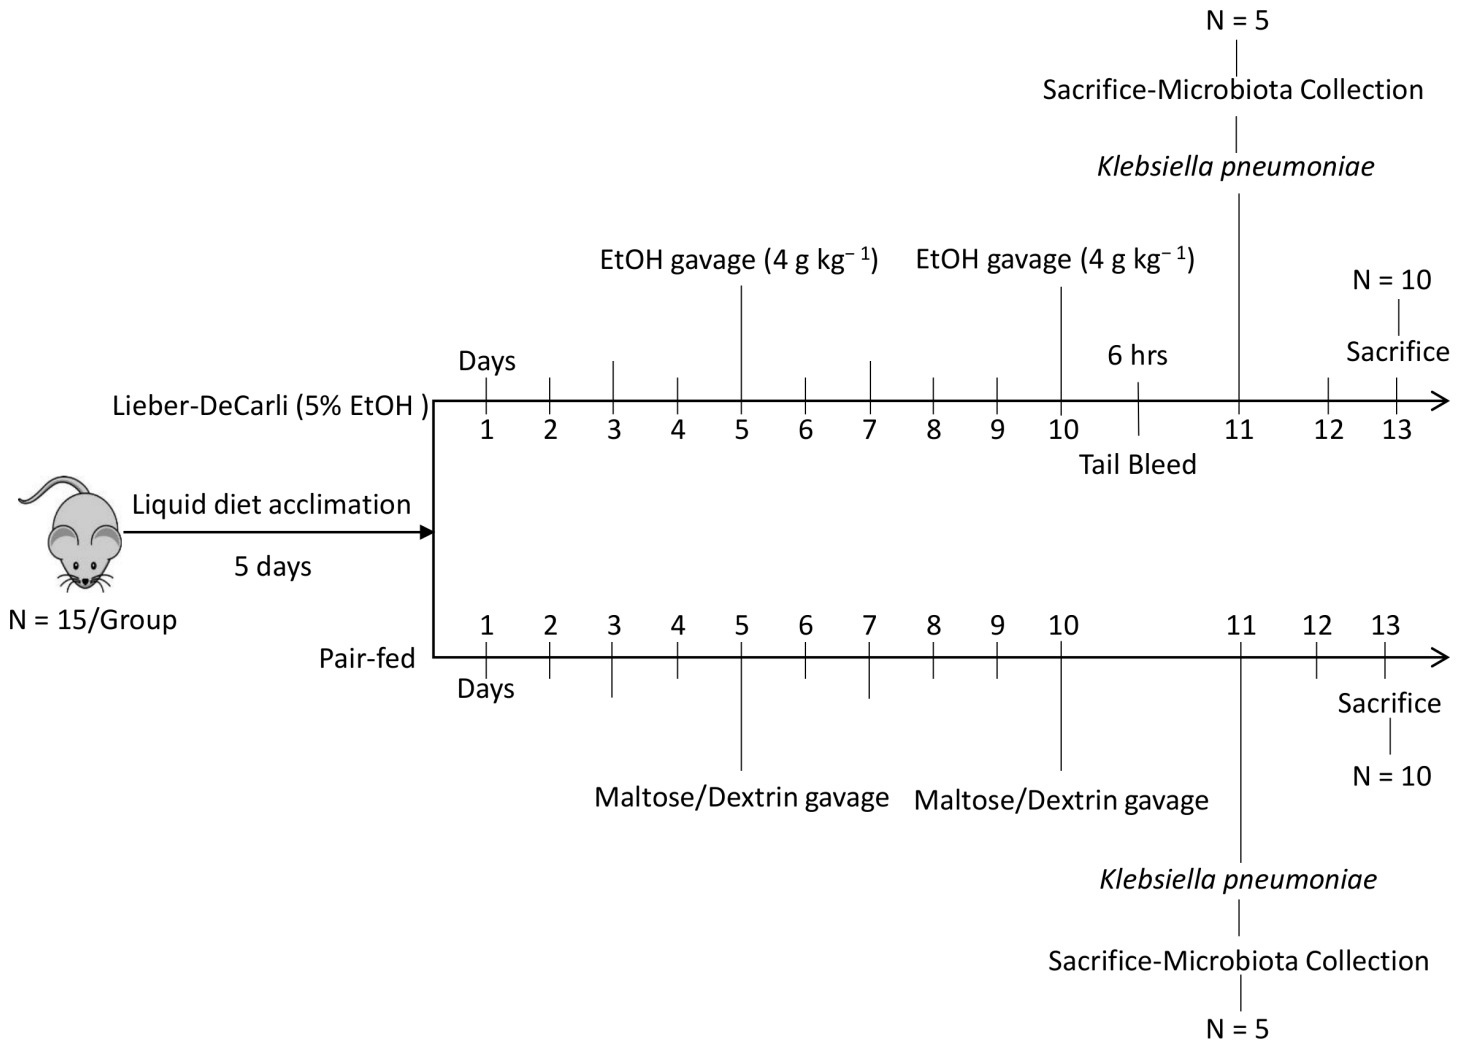 N = 5
Sacrifice-Microbiota Collection
Klebsiella pneumoniae
EtOH gavage (4 g kg⁻ ¹)
EtOH gavage (4 g kg⁻ ¹)
N = 10
6 hrs
Sacrifice
Days
Lieber-DeCarli (5% EtOH )
1 2 3 4 5 6 7 8 9 10 11 12 13
Tail Bleed
Liquid diet acclimation
5 days
N = 15/Group
1 2 3 4 5 6 7 8 9 10 11 12 13
Pair-fed
Days
Sacrifice
N = 10
Maltose/Dextrin gavage
Maltose/Dextrin gavage
Klebsiella pneumoniae
Sacrifice-Microbiota Collection
N = 5